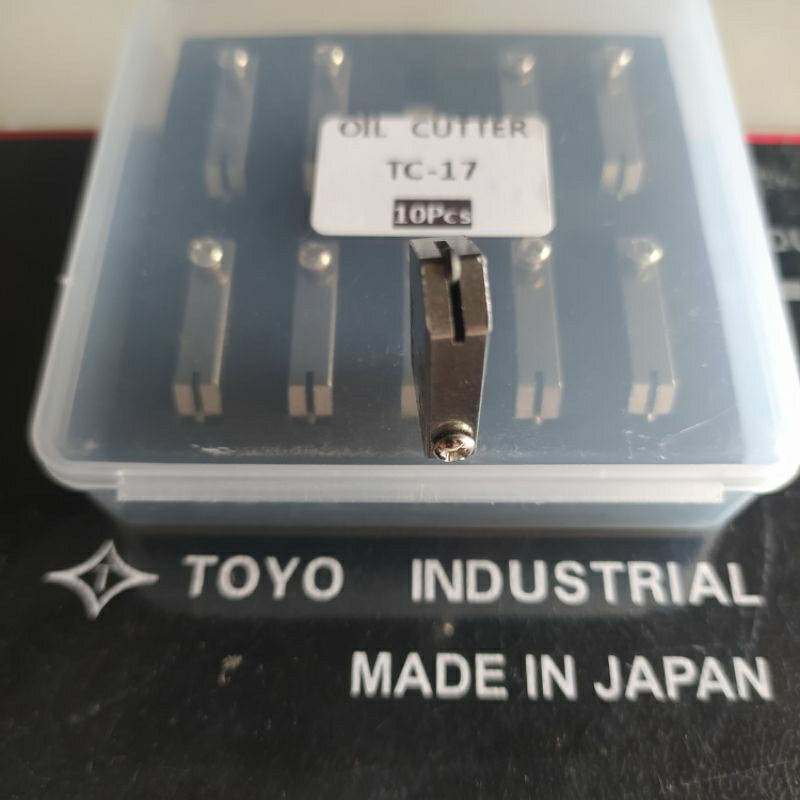 OIL CUTTER
TC-17
10Pcs
T TOYO INDUSTRIAL
MADE IN JAPAN